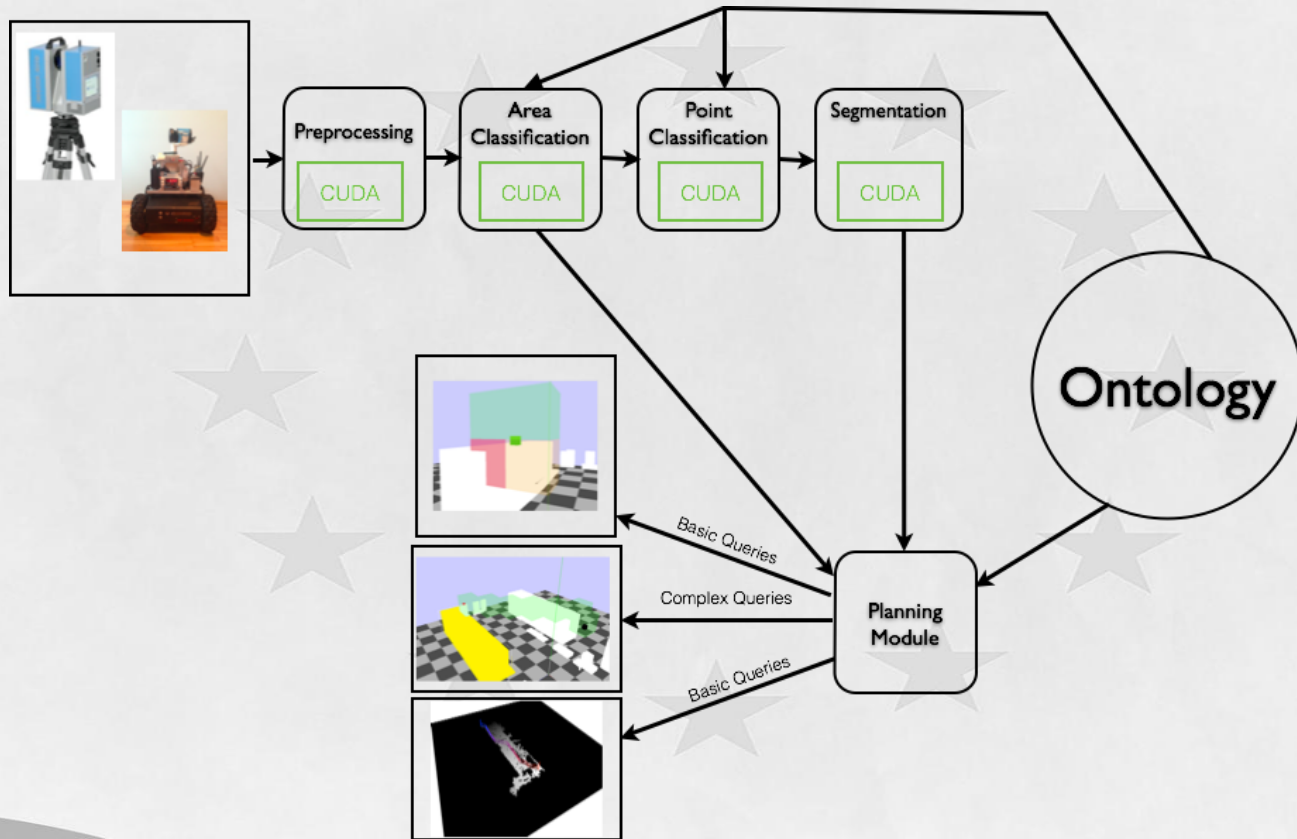 Preprocessing
CUDA
Area
Classification
CUDA
Point
Classification
CUDA
Segmentation
CUDA
Ontology
Basic Queries
Complex Queries
Basic Queries
Planning
Module